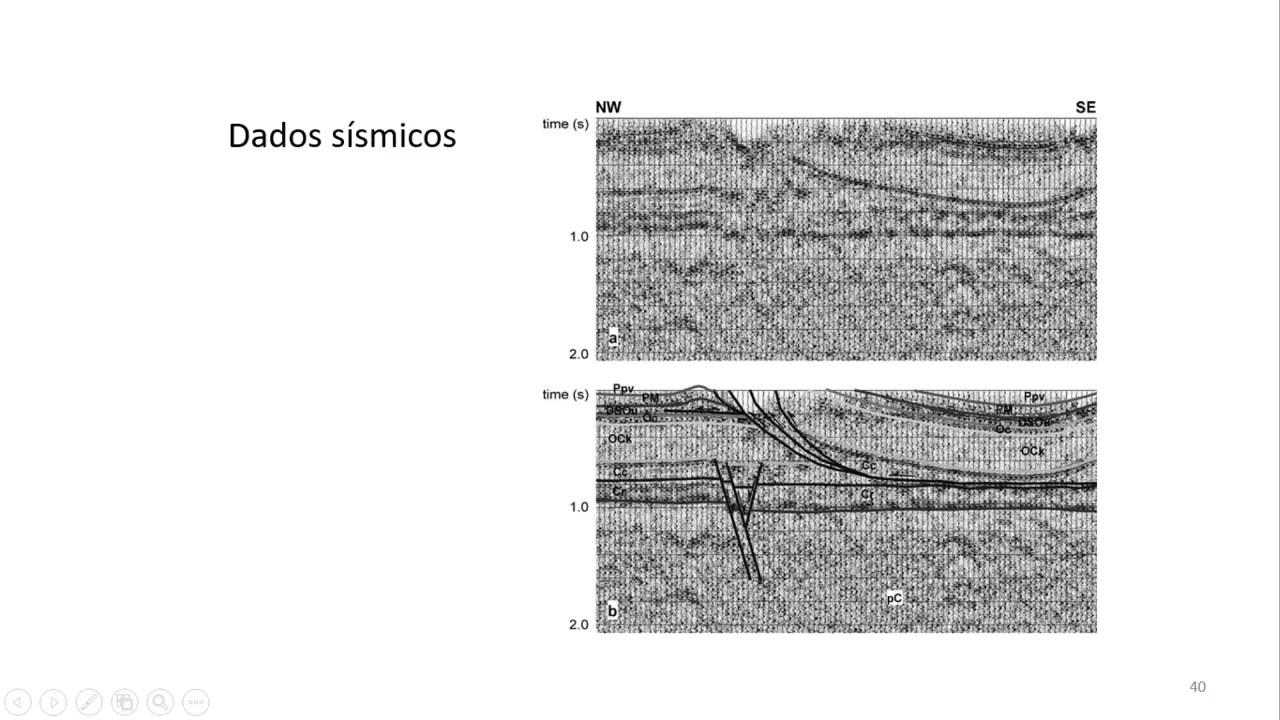 Dados sísmicos
NW
SE
time (s)
1.0
a
2.0
time (s)
Ppv
Ppv
PM
PM
DSOu
DSOu
Oc
Oc
OCk
OCk
Cc
Cc
Cr
Cr
1.0
pC
b
2.0
40